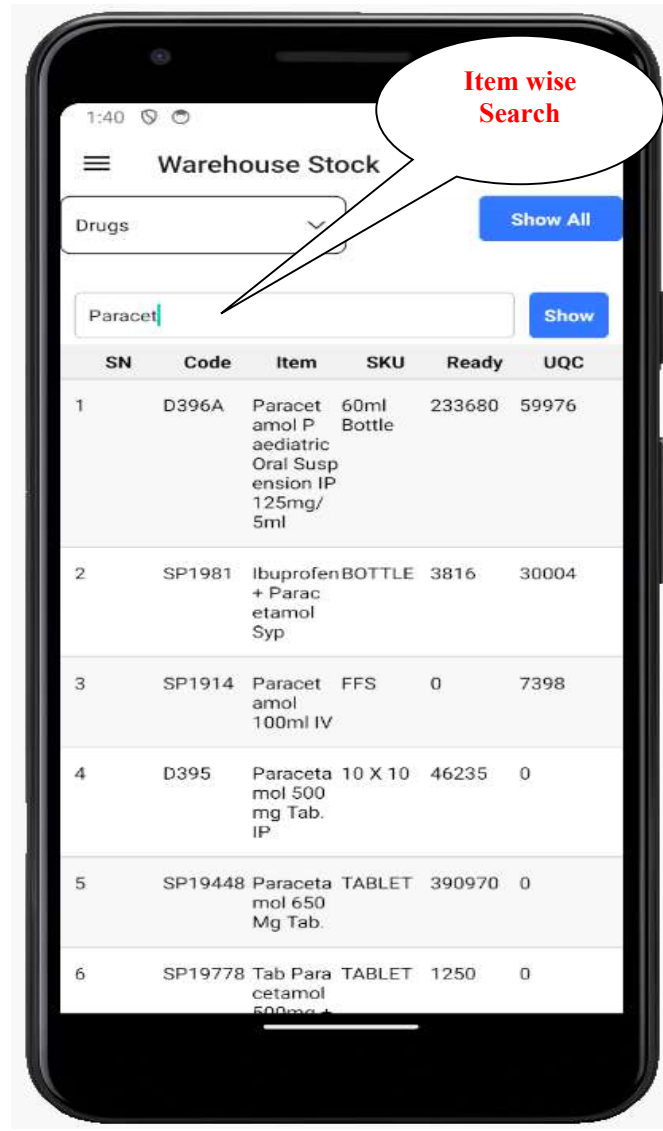 Item wise
Search
1:40
Warehouse Stock
Drugs
Show All
Paracet
Show
SN Code Item SKU Ready UQC
1 D396A Paracet 60ml 233680 59976
amol P Bottle
aediatric
Oral Susp
ension IP
125mg/
5ml
2 SP1981 Ibuprofen BOTTLE 3816 30004
+ Parac
etamol
Syp
3 SP1914 Paracet FFS 0 7398
amol
100ml IV
4 D395 Paraceta 10 X 10 46235 0
mol 500
mg Tab.
IP
5 SP19448 Paraceta TABLET 390970 0
mol 650
Mg Tab.
6 SP19778 Tab Para TABLET 1250 0
cetamol
500mg +